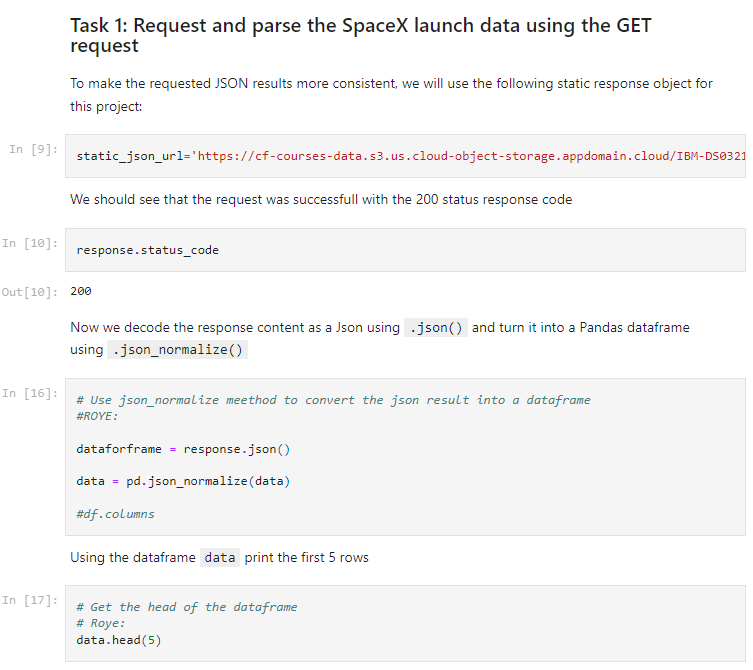 Task 1: Request and parse the SpaceX launch data using the GET
request
To make the requested JSON results more consistent, we will use the following static response object for
this project:
In [9]:
static_json_url='https://cf-courses-data.s3.us.cloud-object-storage.appdomain.cloud/IBM-DS0321
We should see that the request was successfull with the 200 status response code
In [10]:
response.status_code
Out[10]:
200
Now we decode the response content as a Json using .json() and turn it into a Pandas dataframe
using .json_normalize()
In [16]:
# Use json_normalize meethod to convert the json result into a dataframe
#ROYE:
dataforframe = response.json()
data = pd.json_normalize(data)
#df.columns
Using the dataframe data print the first 5 rows
In [17]:
# Get the head of the dataframe
# Roye:
data.head(5)